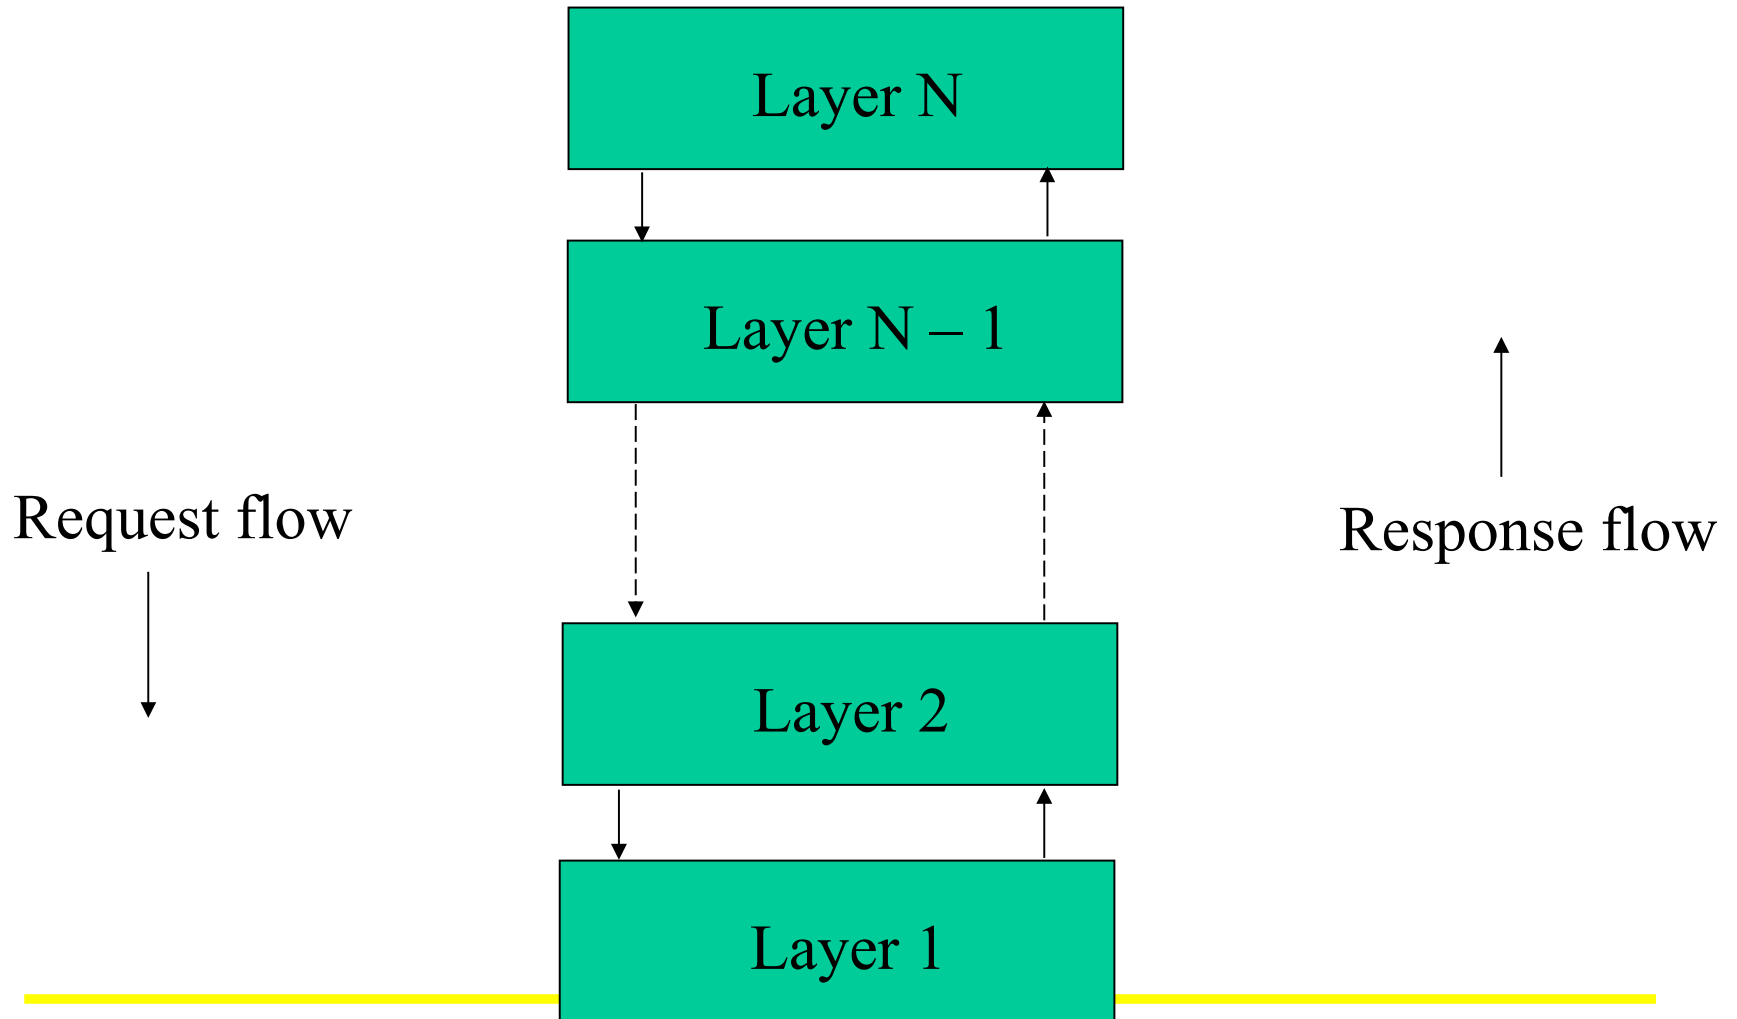 Layer N
Layer N – 1
Request flow
Response flow
Layer 2
Layer 1